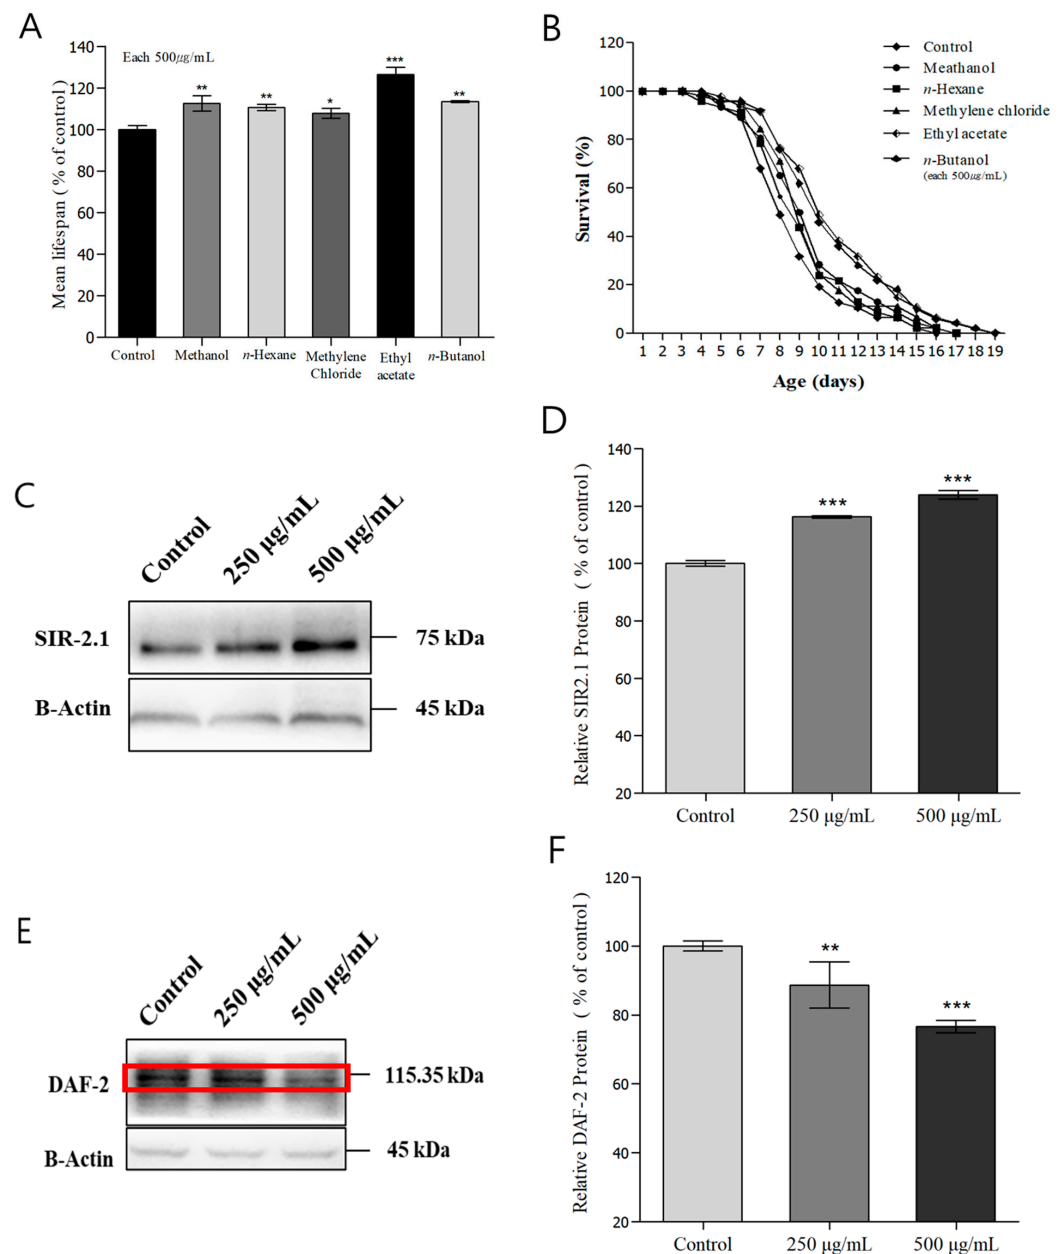 A
Each 500µg/mL
Mean lifespan ( % of control)
140
120
100
80
60
40
20
0
**
**
*
***
**
Control
Methanol
n-Hexane
Methylene
Chloride
Ethyl
acetate
n-Butanol
B
Survival (%)
120
100
80
60
40
20
0
1 2 3 4 5 6 7 8 9 10 11 12 13 14 15 16 17 18 19
Age (days)
Control
Meathanol
n-Hexane
Methylene chloride
Ethyl acetate
n-Butanol
(each 500µg/mL)
C
Control
250 µg/mL
500 µg/mL
SIR-2.1
75 kDa
B-Actin
45 kDa
D
Relative SIR2.1 Protein ( % of control)
140
120
100
80
60
40
20
***
***
Control
250 µg/mL
500 µg/mL
E
Control
250 µg/mL
500 µg/mL
DAF-2
115.35 kDa
B-Actin
45 kDa
F
Relative DAF-2 Protein ( % of control)
120
100
80
60
40
20
**
***
Control
250 µg/mL
500 µg/mL